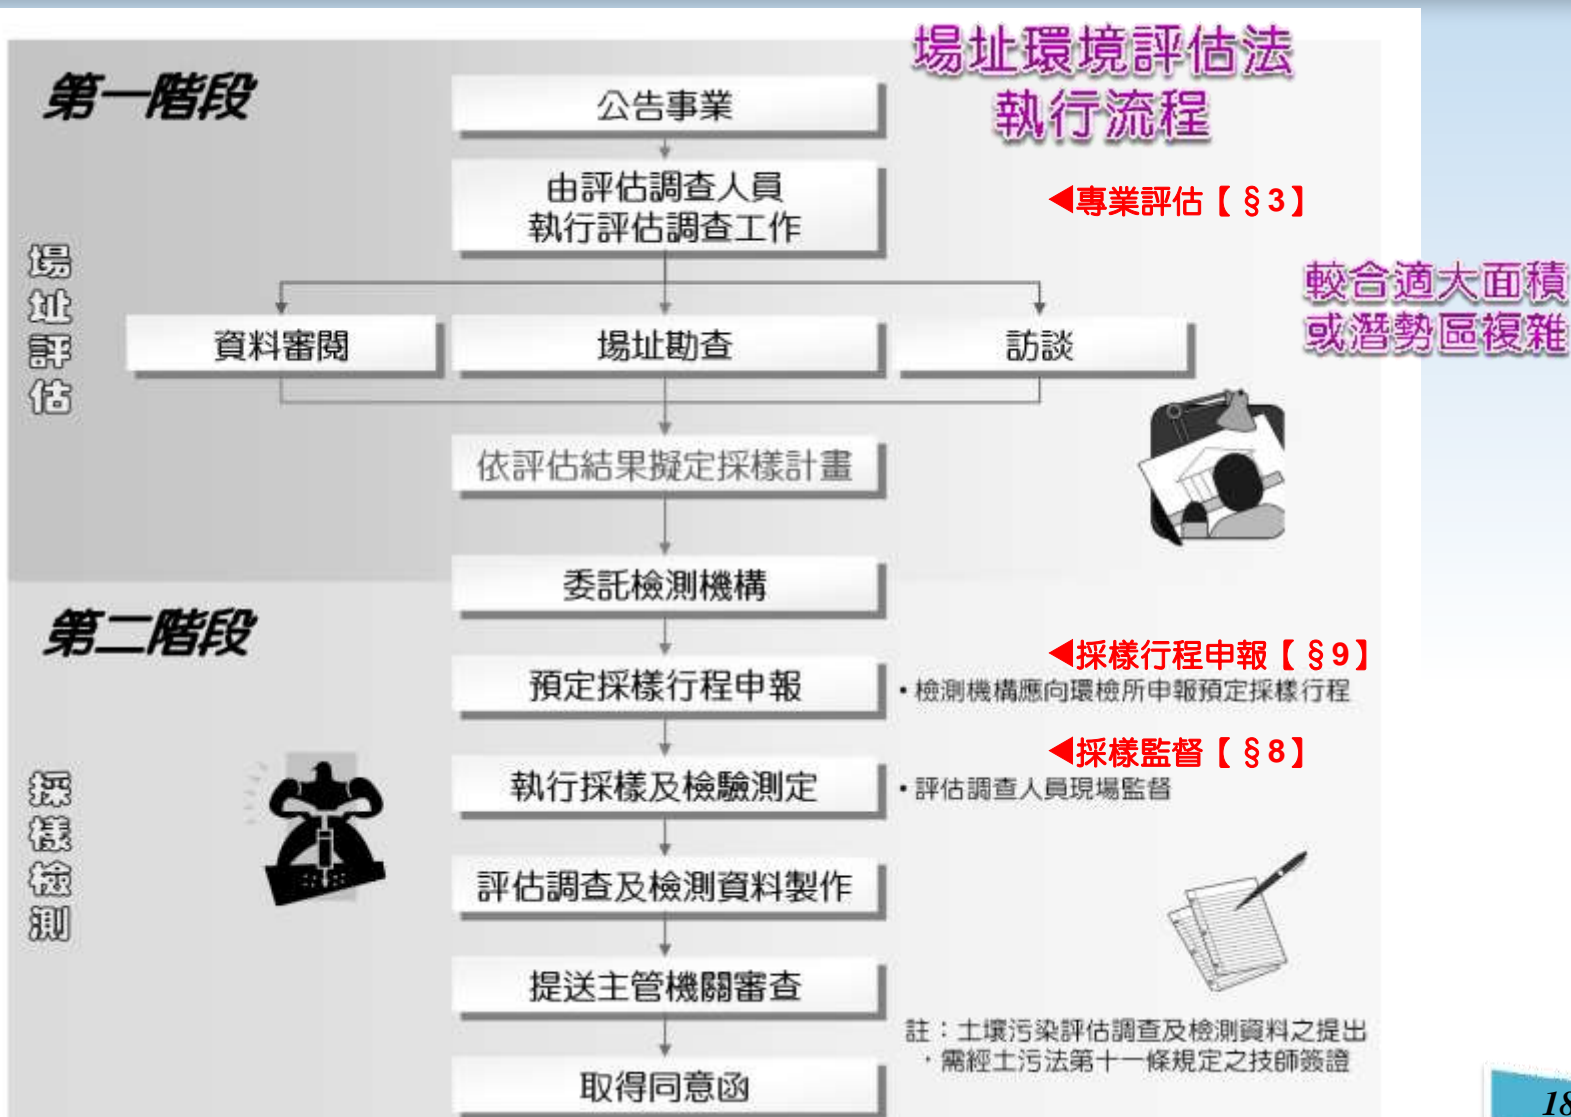 場址環境評估法
執行流程
第一階段
公告事業
由評估調查人員
執行評估調查工作
◀專業評估【§3】
場址評估
較合適大面積
或潛勢區複雜
資料審閱
場址勘查
訪談
依評估結果擬定採樣計畫
委託檢測機構
第二階段
◀採樣行程申報【§9】
預定採樣行程申報
•檢測機構應向環檢所申報預定採樣行程
◀採樣監督【§8】
執行採樣及檢驗測定
•評估調查人員現場監督
採樣檢測
評估調查及檢測資料製作
提送主管機關審查
註：土壤污染評估調查及檢測資料之提出
，需經土污法第十一條規定之技師簽證
取得同意函
18